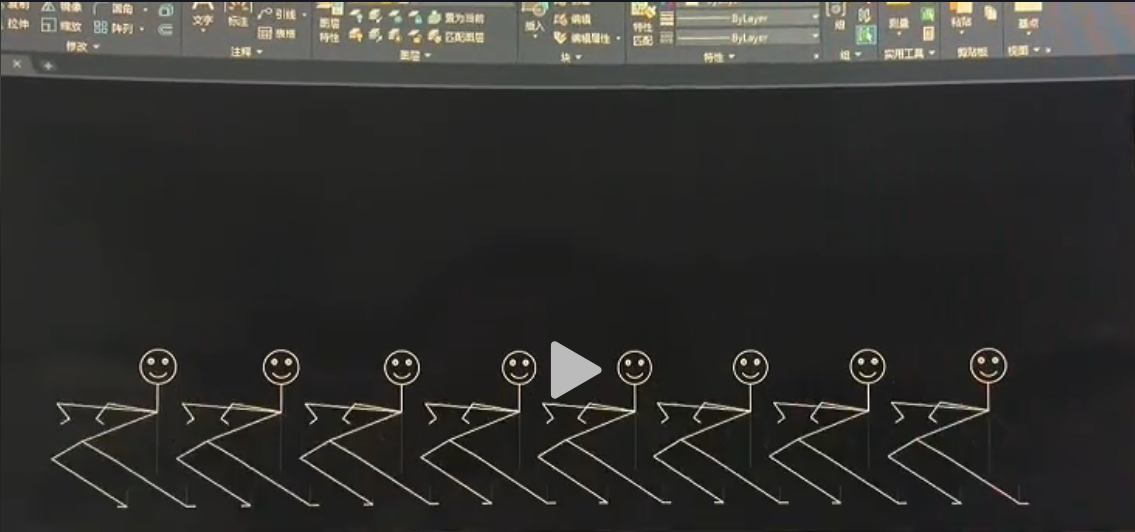 镜像
圆角
拉伸
缩放
阵列
修改
文字
标注
引线
表格
注释
图层
特性
置为当前
匹配图层
图层
插入
编辑
编辑属性
块
特性
匹配
ByLayer
ByLayer
特性
组
组
测量
实用工具
粘贴
剪贴板
基点
视图